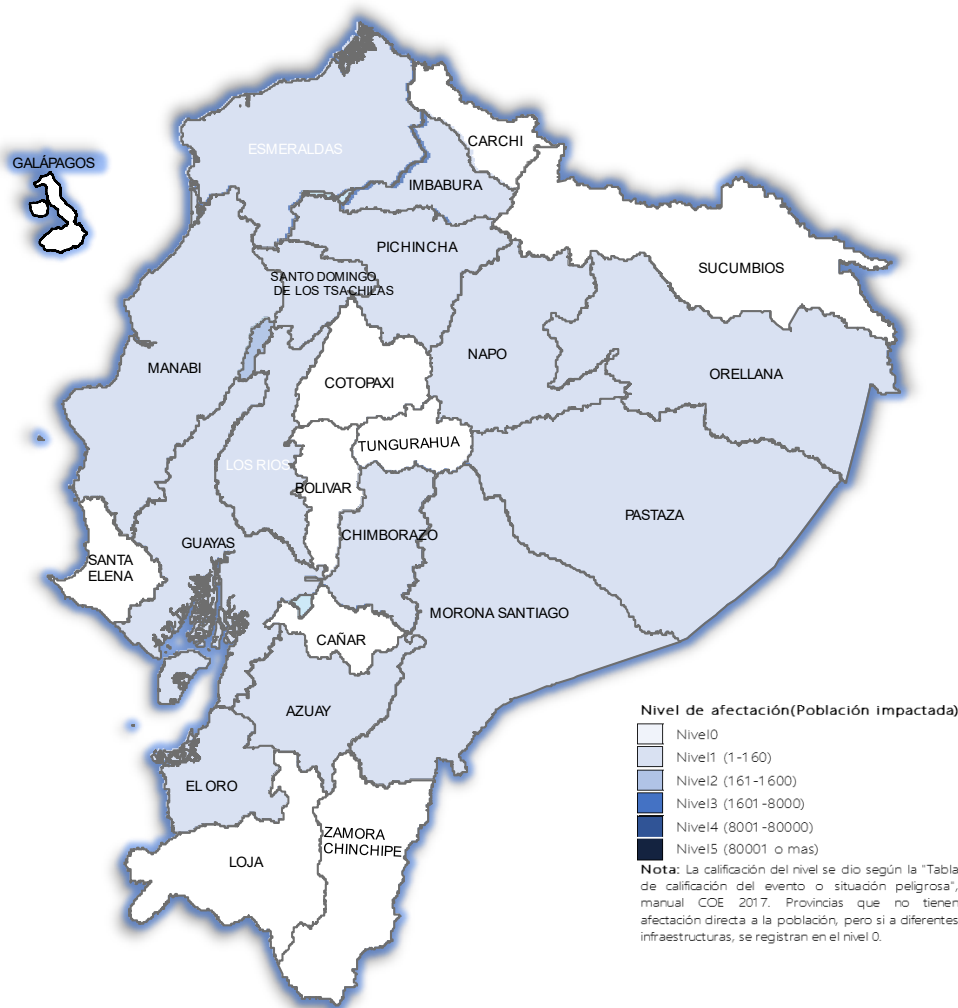 CARCHI
ESMERALDAS
GALÁPAGOS
IMBABURA
PICHINCHA
SUCUMBIOS
SANTO DOMINGO
DE LOS TSACHILAS
NAPO
MANABI
ORELLANA
COTOPAXI
TUNGURAHUA
LOS RIOS
BOLIVAR
PASTAZA
CHIMBORAZO
GUAYAS
SANTA
ELENA
MORONA SANTIAGO
CAÑAR
AZUAY
EL ORO
ZAMORA
CHINCHIPE
LOJA
Nivel de afectación(Población impactada)
Nivel0
Nivel1 (1-160)
Nivel2 (161-1600)
Nivel3 (1601-8000)
Nivel4 (8001-80000)
Nivel5 (80001 o mas)
Nota: La calificación del nivel se dio según la "Tabla
de calificación del evento o situación peligrosa",
manual COE 2017. Provincias que no tienen
afectación directa a la población, pero si a diferentes
infraestructuras, se registran en el nivel 0.